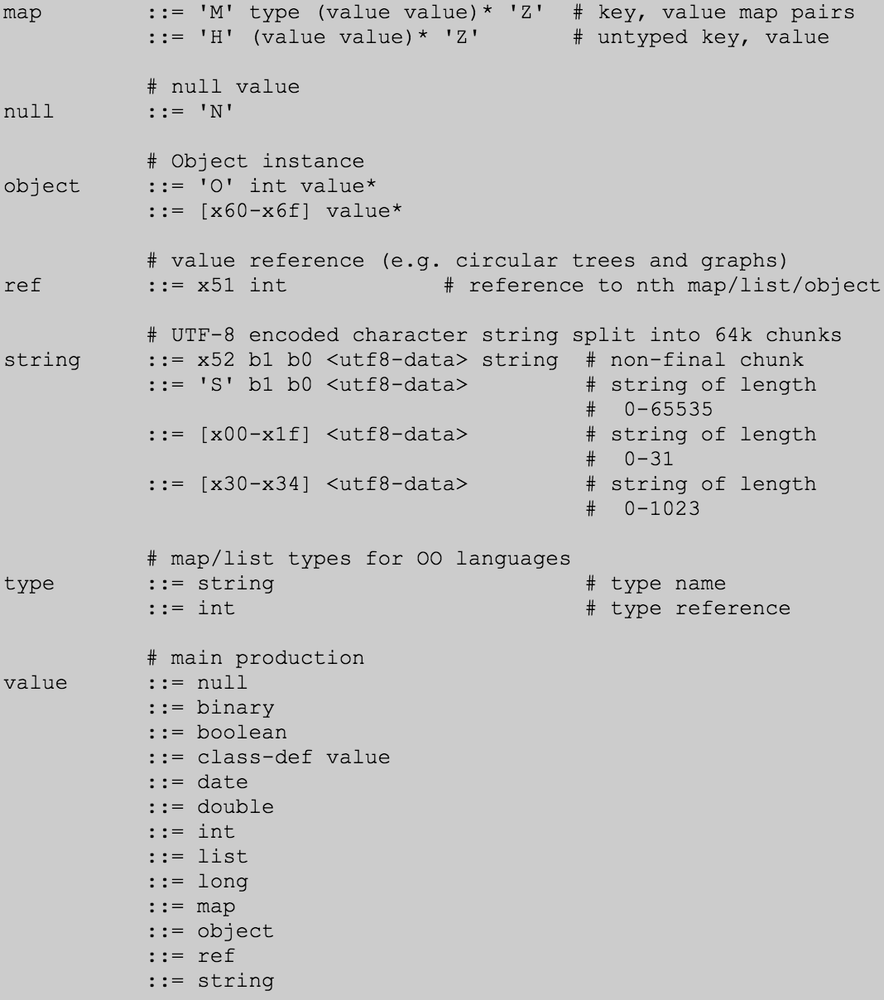 map ::= 'M' type (value value)* 'Z' # key, value map pairs
::= 'H' (value value)* 'Z' # untyped key, value
# null value
null ::= 'N'
# Object instance
object ::= 'O' int value*
::= [x60-x6f] value*
# value reference (e.g. circular trees and graphs)
ref ::= x51 int # reference to nth map/list/object
# UTF-8 encoded character string split into 64k chunks
string ::= x52 b1 b0 <utf8-data> string # non-final chunk
::= 'S' b1 b0 <utf8-data> # string of length
# 0-65535
::= [x00-x1f] <utf8-data> # string of length
# 0-31
::= [x30-x34] <utf8-data> # string of length
# 0-1023
# map/list types for OO languages
type ::= string # type name
::= int # type reference
# main production
value ::= null
::= binary
::= boolean
::= class-def value
::= date
::= double
::= int
::= list
::= long
::= map
::= object
::= ref
::= string